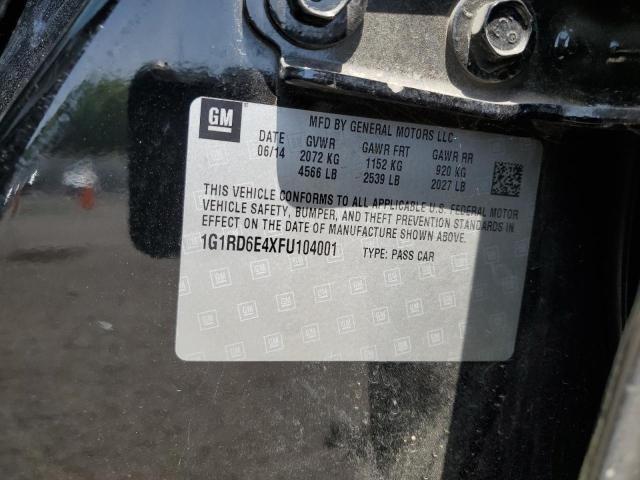 GM
MFD BY GENERAL MOTORS LLC
DATE GVWR GAWR FRT GAWR RR
06/14 2072 KG 1152 KG 920 KG
4566 LB 2539 LB 2027 LB
THIS VEHICLE CONFORMS TO ALL APPLICABLE U.S. FEDERAL MOTOR
VEHICLE SAFETY, BUMPER, AND THEFT PREVENTION STANDARDS IN
EFFECT ON THE DATE OF MANUFACTURE SHOWN ABOVE.
1G1RD6E4XFU104001 TYPE: PASS CAR